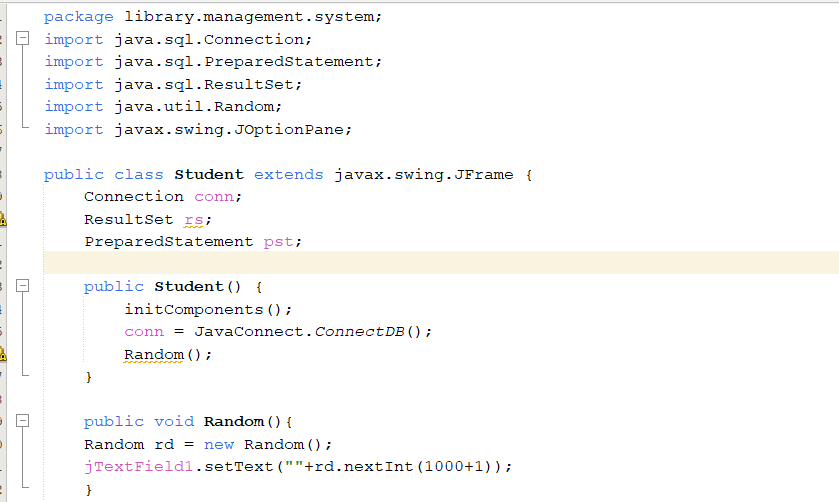 package library.management.system;
import java.sql.Connection;
import java.sql.PreparedStatement;
import java.sql.ResultSet;
import java.util.Random;
import javax.swing.JOptionPane;
public class Student extends javax.swing.JFrame {
Connection conn;
ResultSet rs;
PreparedStatement pst;
public Student() {
initComponents();
conn = JavaConnect.ConnectDB();
Random();
}
public void Random(){
Random rd = new Random();
jTextField1.setText(""+rd.nextInt(1000+1));
}